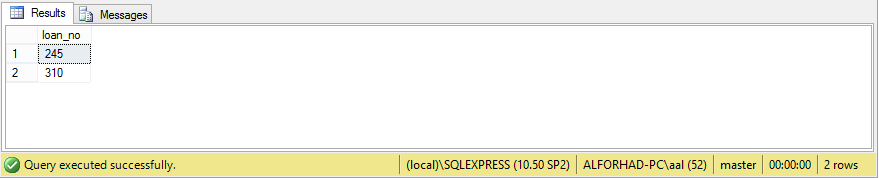 Results Messages
loan_no
1 245
2 310
Query executed successfully. (local)\SQLEXPRESS (10.50 SP2) ALFORHAD-PC\aal (52) master 00:00:00 2 rows